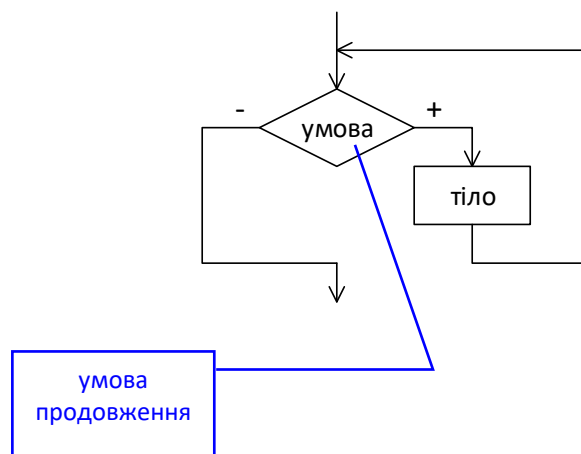 - +
умова
тіло
умова
продовження